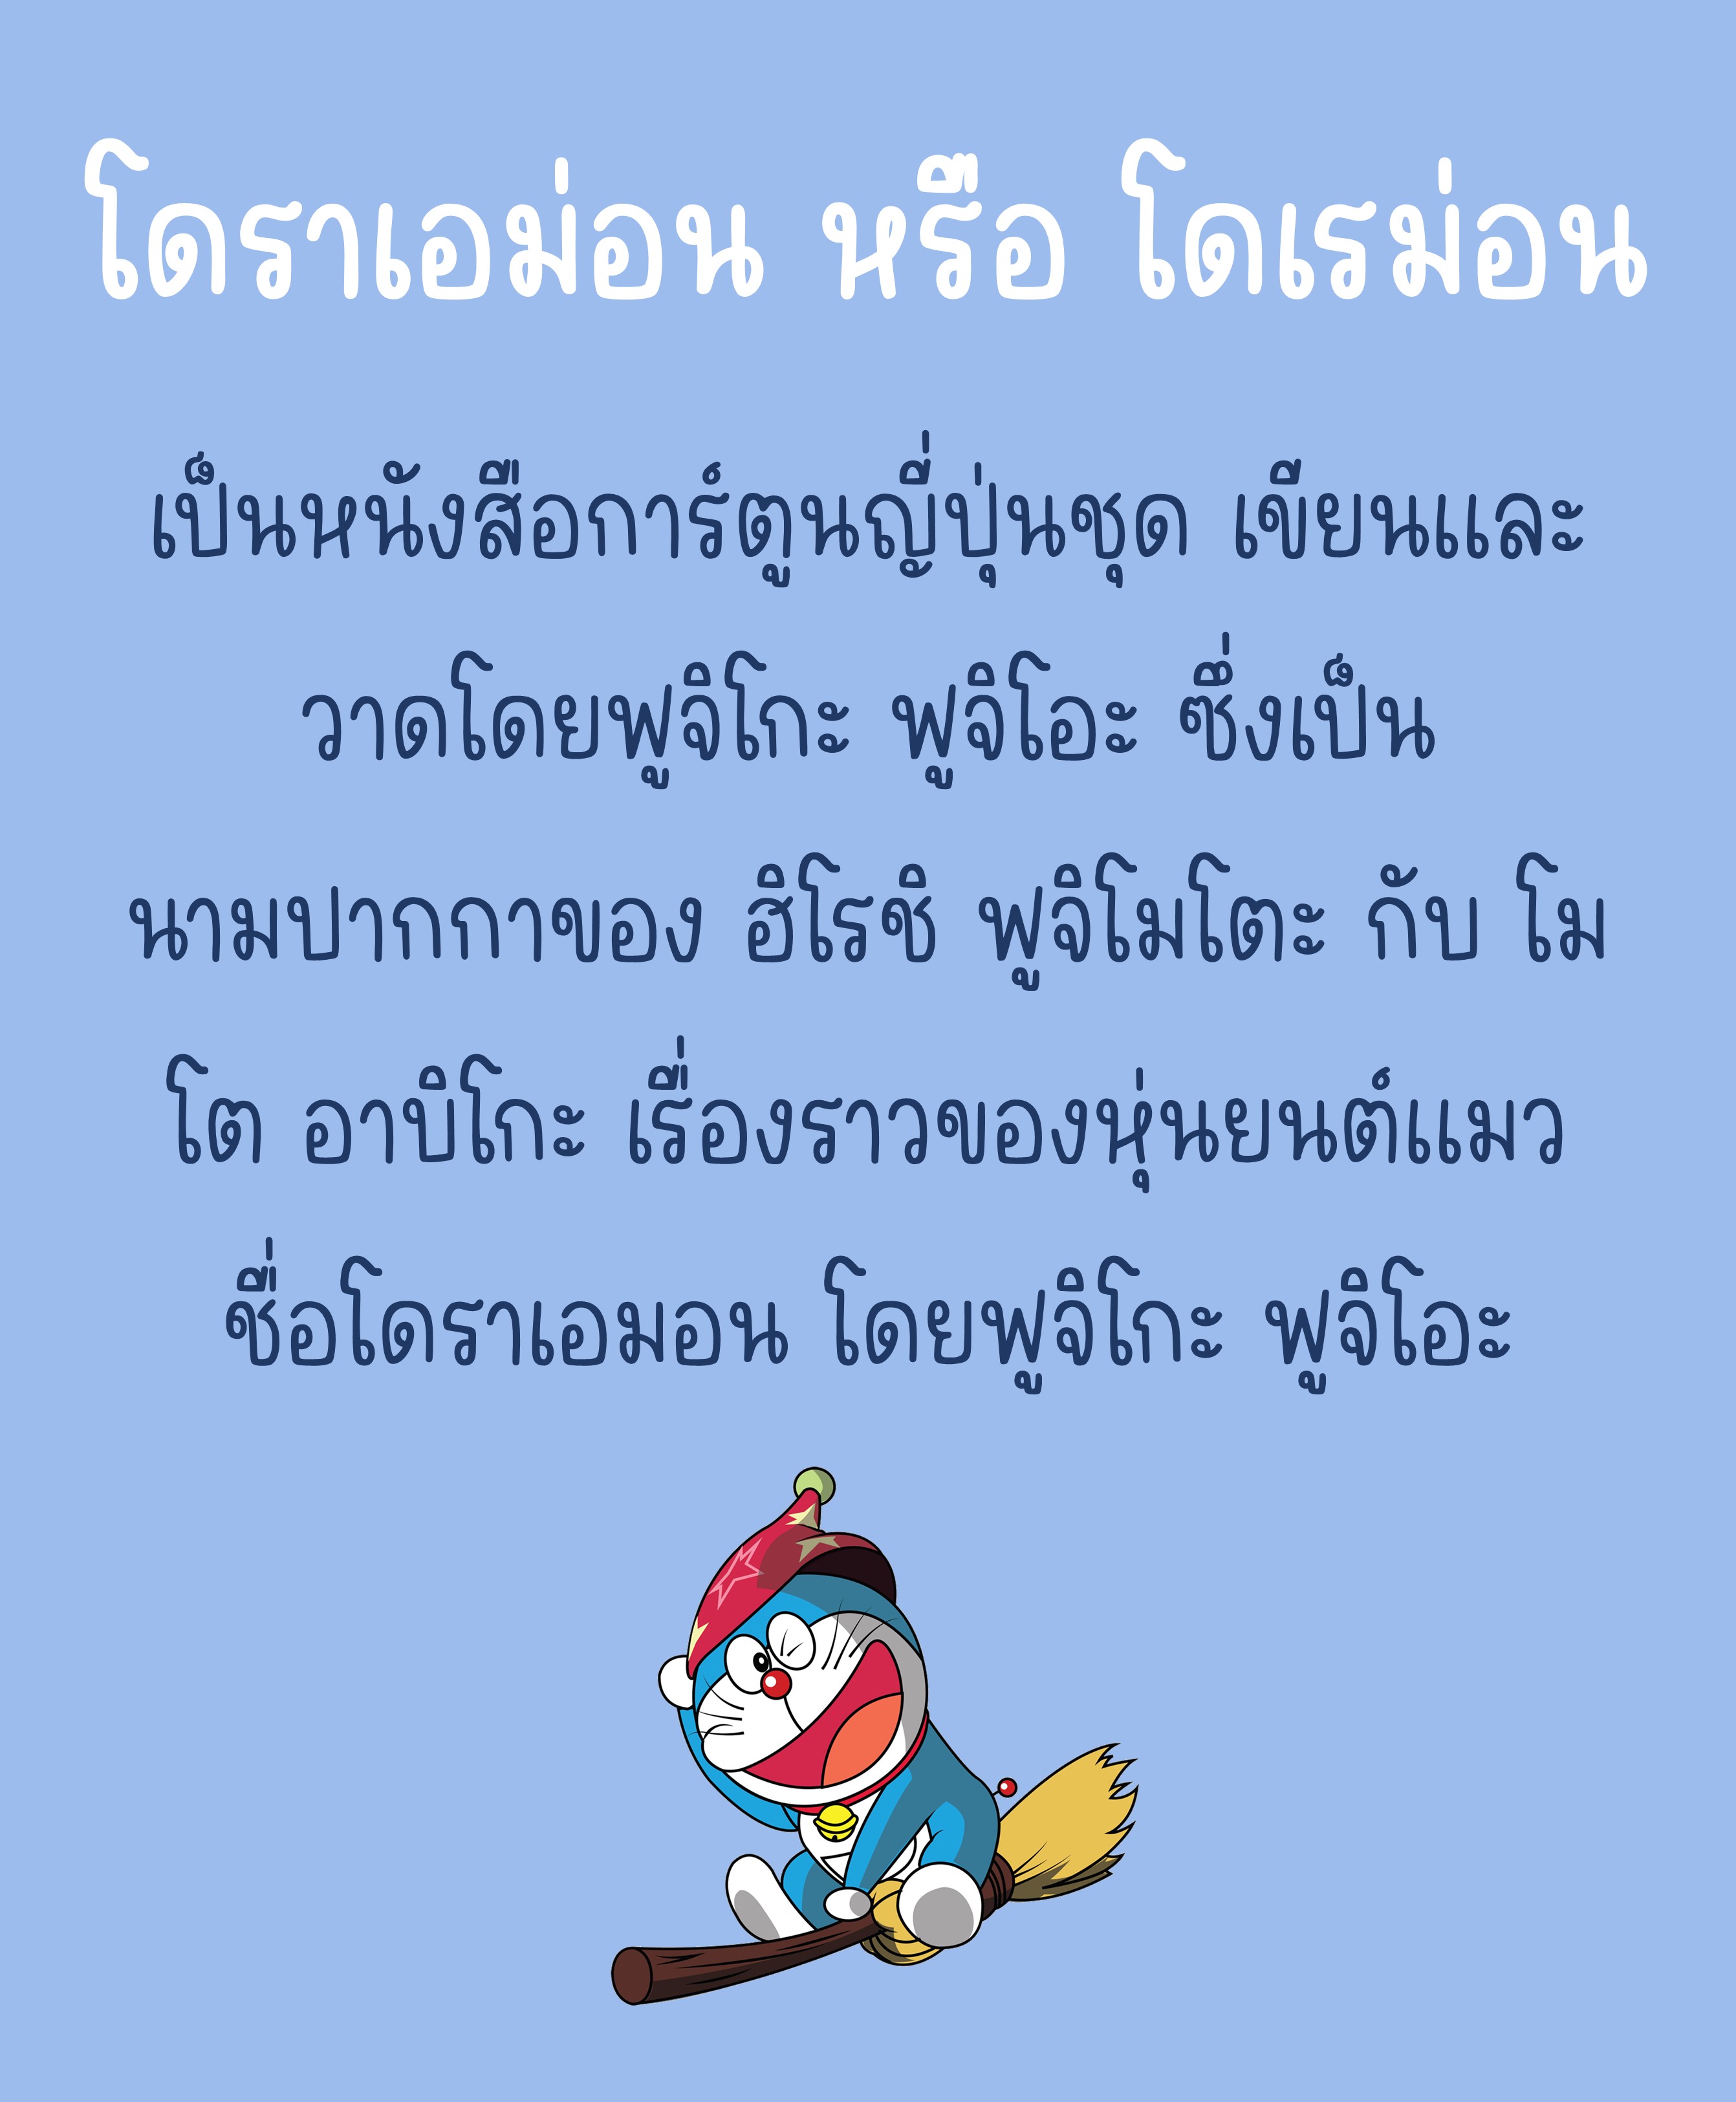 โดราเอม่อน หรือ โดเรม่อน
เป็นหนังสือการ์ตูนญี่ปุ่นชุด เขียนและ
วาดโดยฟูจิโกะ ฟูจิโอะ ซึ่งเป็น
นามปากกาของ ฮิโรชิ ฟูจิโมโตะ กับ โม
โต อาบิโกะ เรื่องราวของหุ่นยนต์แมว
ชื่อโดราเอมอน โดยฟูจิโกะ ฟูจิโอะ